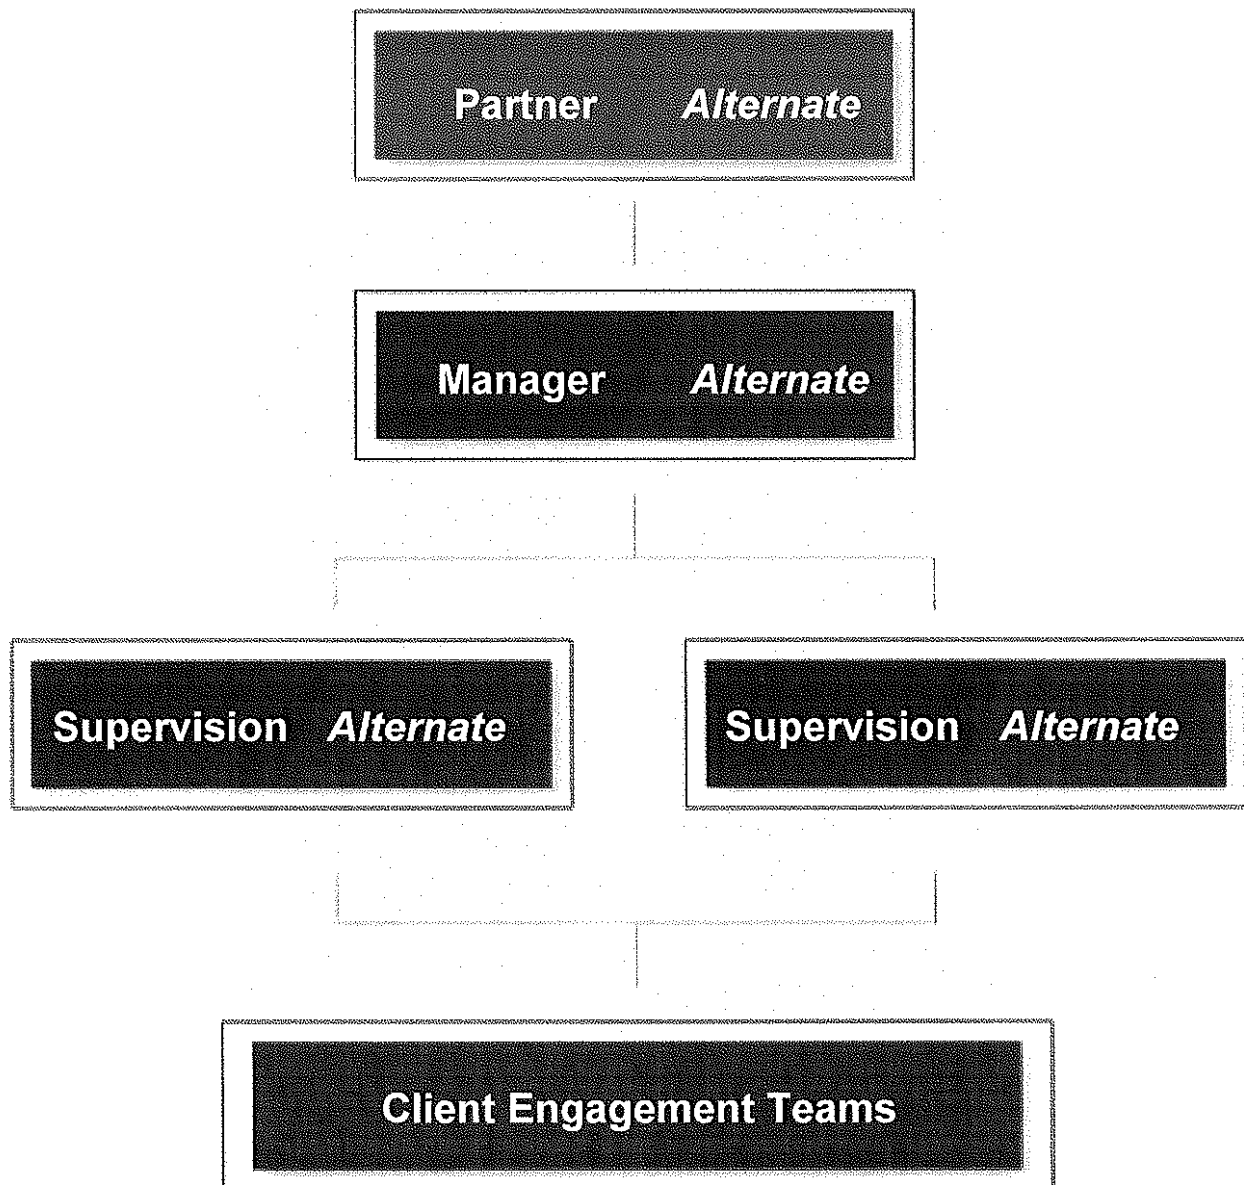 Partner Alternate
Manager Alternate
Supervision Alternate
Supervision Alternate
Client Engagement Teams